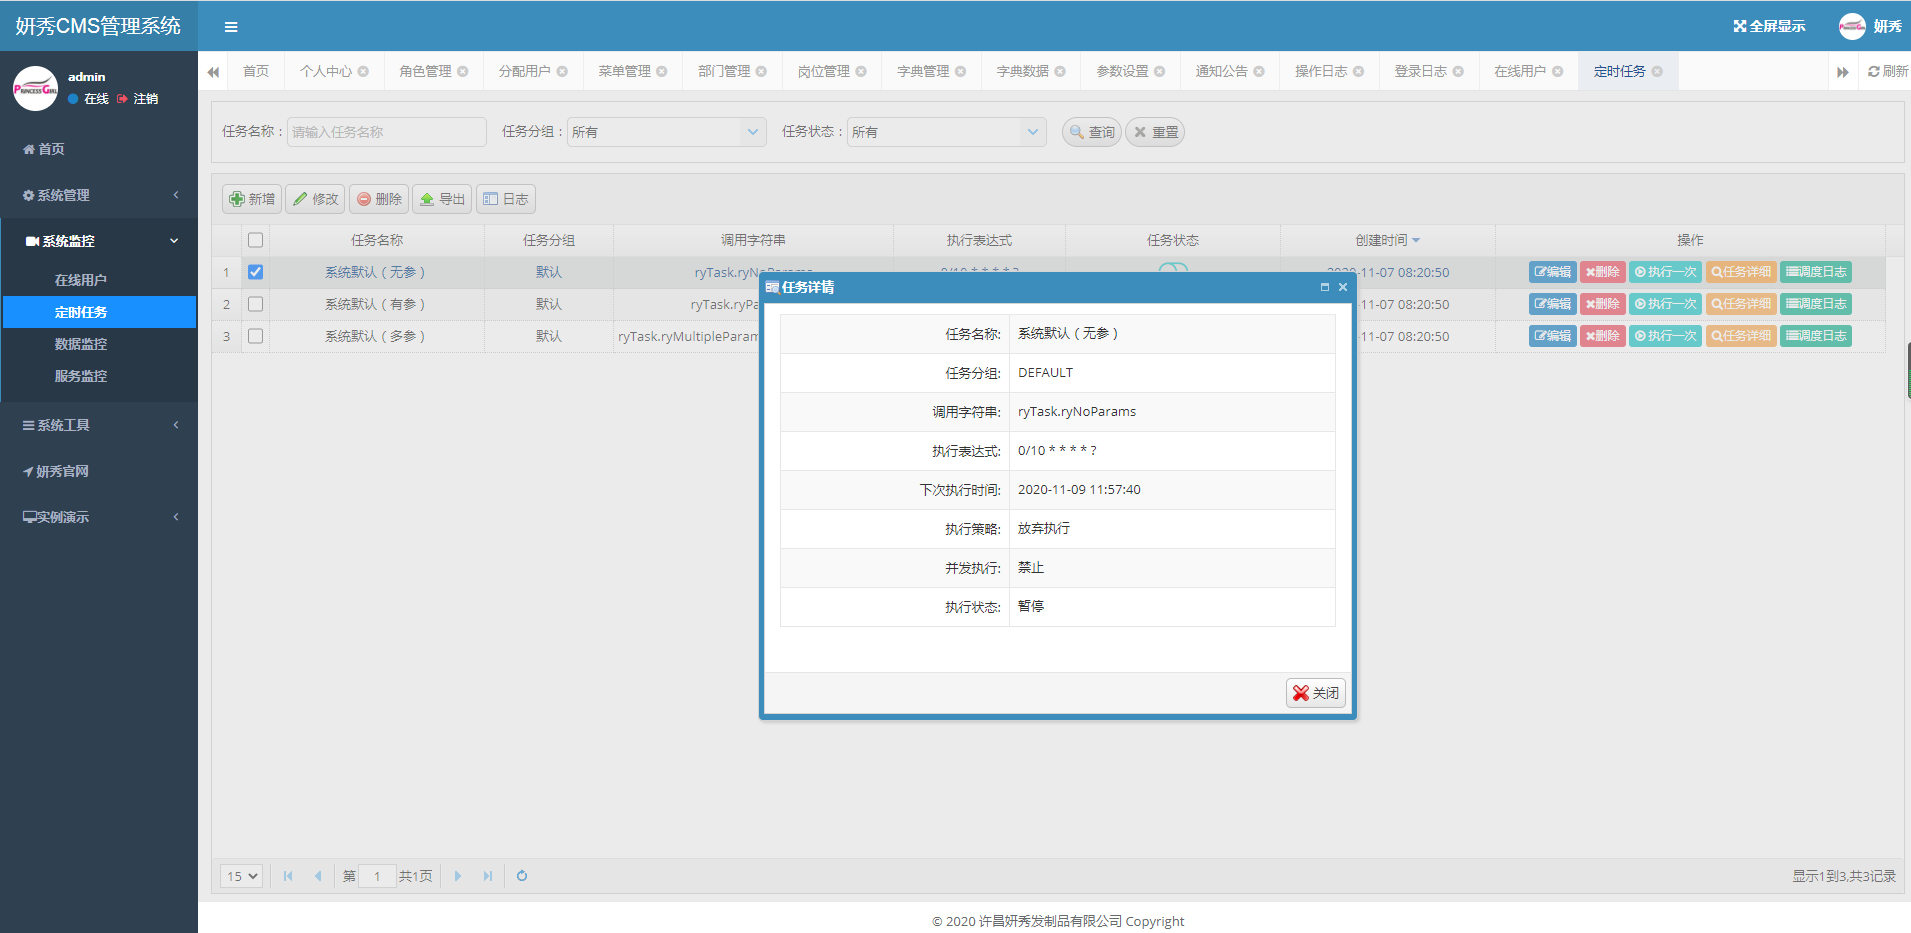 妍秀CMS管理系统
全屏显示
妍秀
PRINCESS GIRL
admin
在线 注销
首页 个人中心 角色管理 分配用户 菜单管理 部门管理 岗位管理 字典管理 字典数据 参数设置 通知公告 操作日志 登录日志 在线用户 定时任务 刷新
首页
系统管理
系统监控
在线用户
定时任务
数据监控
服务监控
系统工具
妍秀官网
实例演示
任务名称： 请输入任务名称 任务分组： 所有 任务状态： 所有 查询 重置
新增 修改 删除 导出 日志
任务名称 任务分组 调用字符串 执行表达式 任务状态 创建时间 操作
1 系统默认（无参） 默认 ryTask.ryNoParams 0/10 * * * * ? 2020-11-07 08:20:50 编辑 删除 执行一次 任务详细 调度日志
2 系统默认（有参） 默认 ryTask.ryPa -11-07 08:20:50 编辑 删除 执行一次 任务详细 调度日志
3 系统默认（多参） 默认 ryTask.ryMultipleParam -11-07 08:20:50 编辑 删除 执行一次 任务详细 调度日志
任务详情
任务名称: 系统默认（无参）
任务分组: DEFAULT
调用字符串: ryTask.ryNoParams
执行表达式: 0/10 * * * * ?
下次执行时间: 2020-11-09 11:57:40
执行策略: 放弃执行
并发执行: 禁止
执行状态: 暂停
关闭
15 第 1 共1页 显示1到3,共3记录
© 2020 许昌妍秀发制品有限公司 Copyright